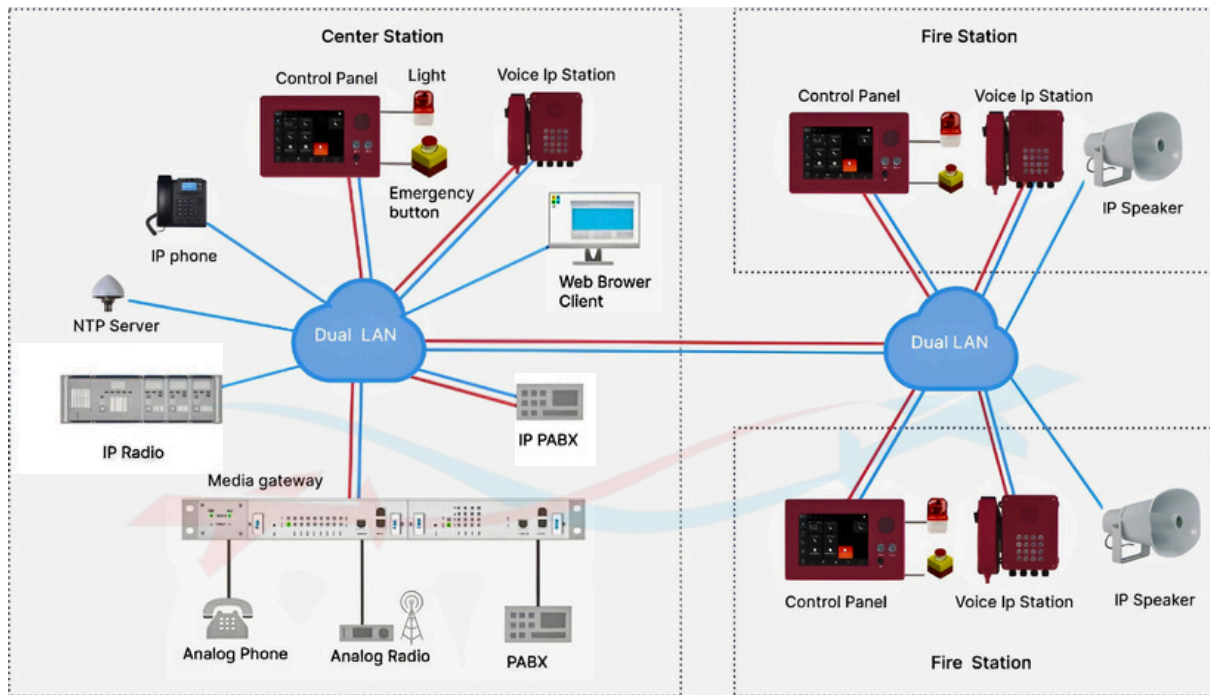 Center Station
Control Panel
Light
Voice Ip Station
Emergency
button
IP phone
Web Brower
Client
NTP Server
Dual LAN
IP Radio
IP PABX
Media gateway
Analog Phone
Analog Radio
PABX
Fire Station
Control Panel
Voice Ip Station
IP Speaker
Dual LAN
Control Panel
Voice Ip Station
IP Speaker
Fire Station